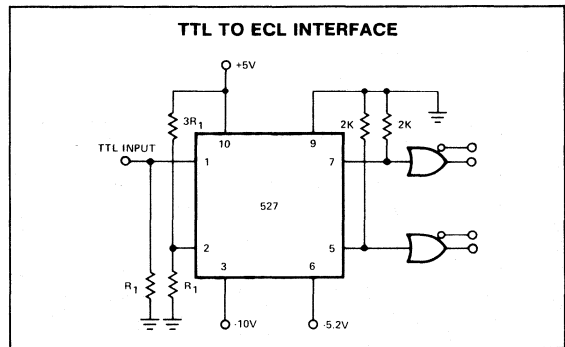 TTL TO ECL INTERFACE
+5V
3R1
2K
2K
10
9
TTL INPUT
1
7
527
2
5
3
6
R1
R1
-10V
-5.2V